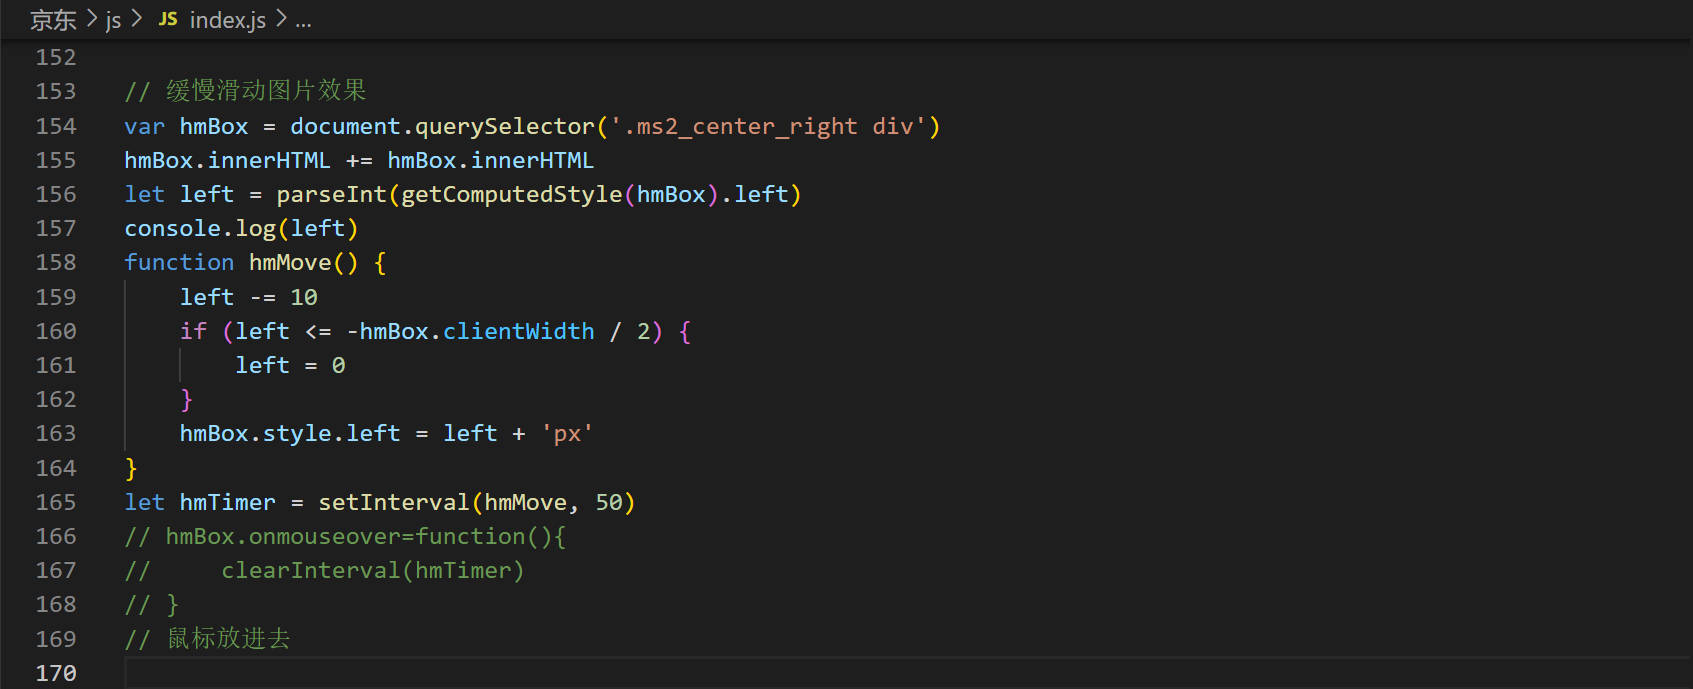 京东 > js > JS index.js > ...
152
153 // 缓慢滑动图片效果
154 var hmBox = document.querySelector('.ms2_center_right div')
155 hmBox.innerHTML += hmBox.innerHTML
156 let left = parseInt(getComputedStyle(hmBox).left)
157 console.log(left)
158 function hmMove() {
159     left -= 10
160     if (left <= -hmBox.clientWidth / 2) {
161         left = 0
162     }
163     hmBox.style.left = left + 'px'
164 }
165 let hmTimer = setInterval(hmMove, 50)
166 // hmBox.onmouseover=function(){
167 //     clearInterval(hmTimer)
168 // }
169 // 鼠标放进去
170